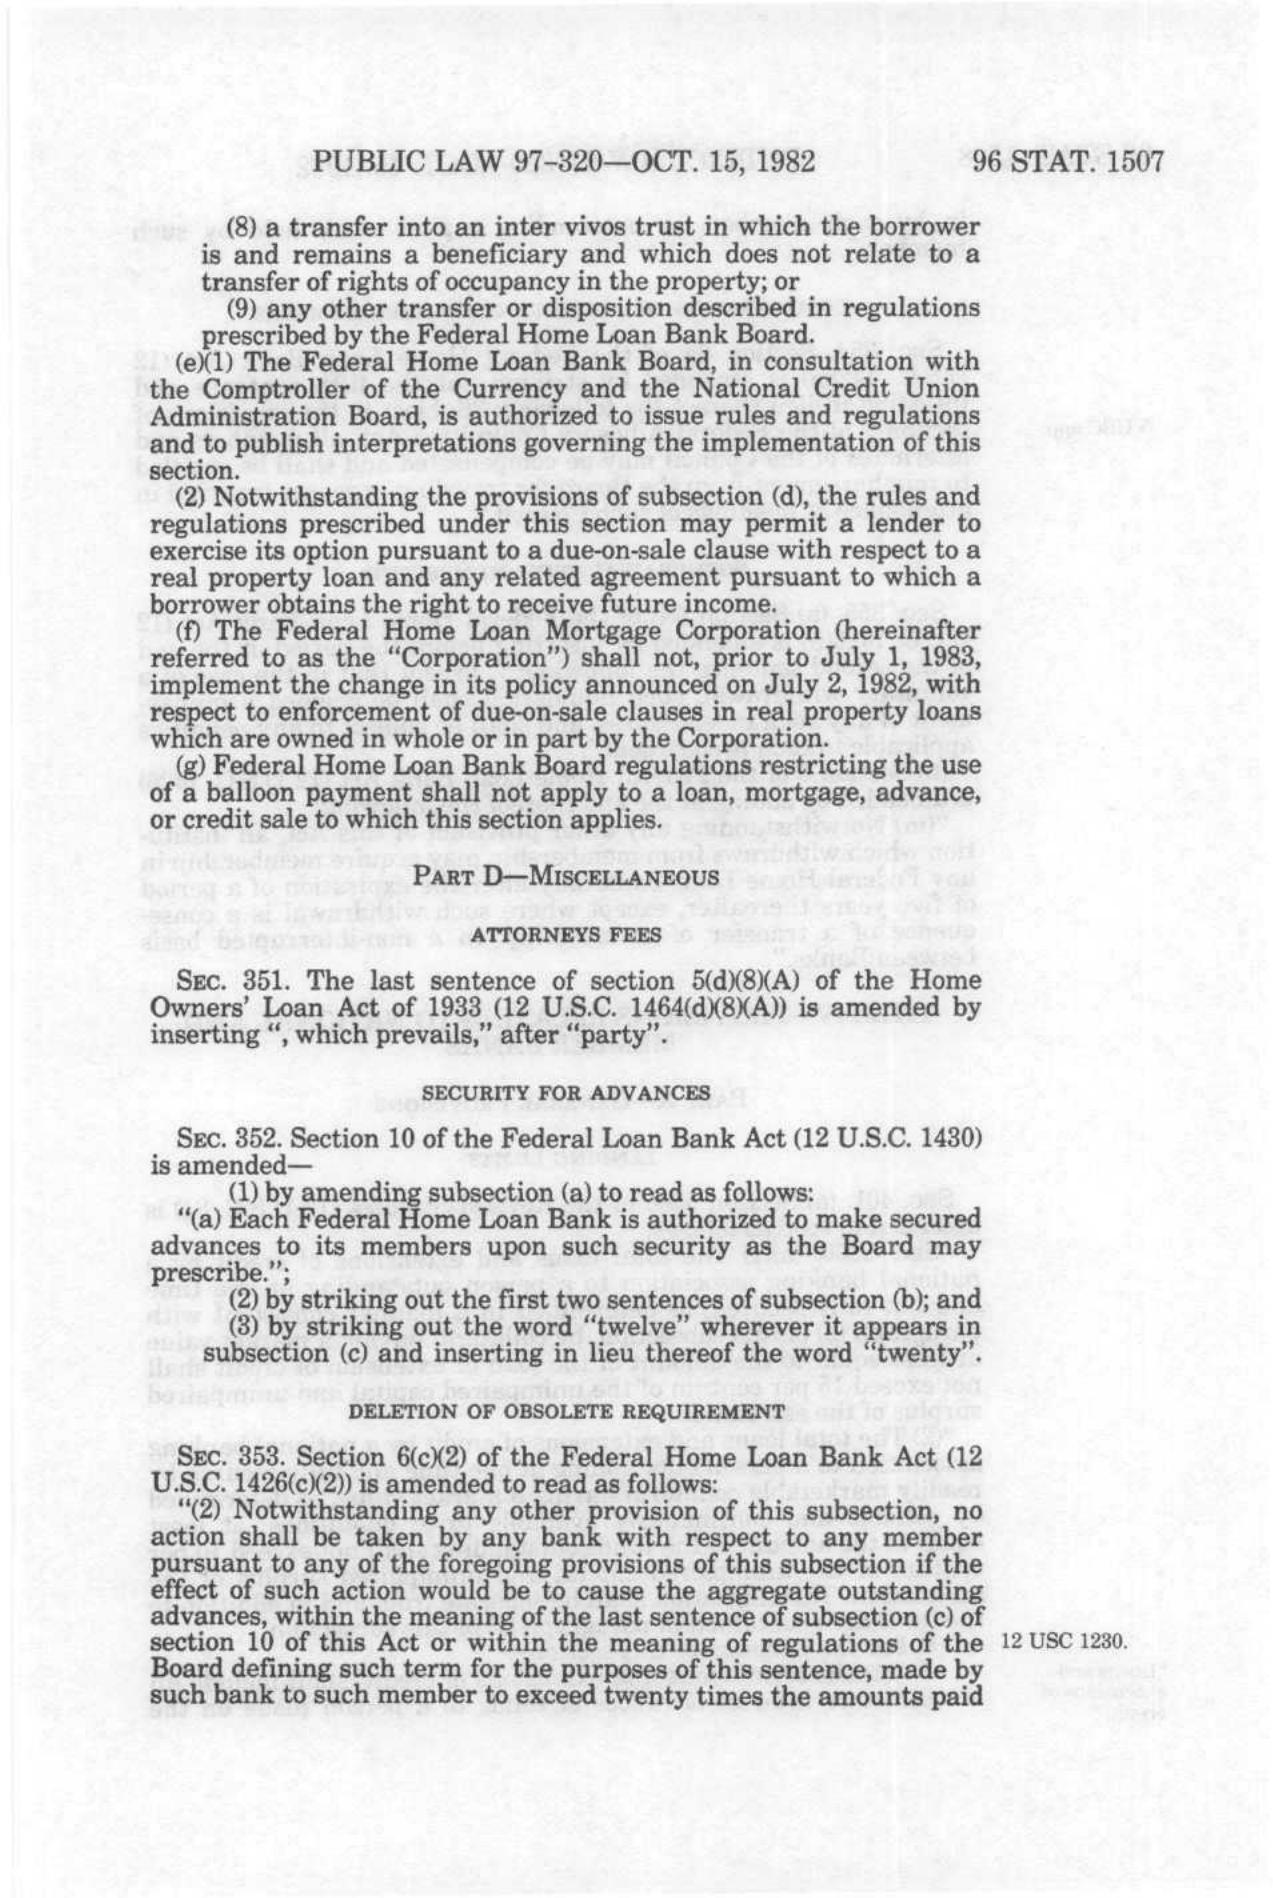 PUBLIC LAW 97-320—OCT. 15, 1982 96 STAT. 1507
(8) a transfer into an inter vivos trust in which the borrower
is and remains a beneficiary and which does not relate to a
transfer of rights of occupancy in the property; or
(9) any other transfer or disposition described in regulations
prescribed by the Federal Home Loan Bank Board.
(e)(1) The Federal Home Loan Bank Board, in consultation with
the Comptroller of the Currency and the National Credit Union
Administration Board, is authorized to issue rules and regulations
and to publish interpretations governing the implementation of this
section.
(2) Notwithstanding the provisions of subsection (d), the rules and
regulations prescribed under this section may permit a lender to
exercise its option pursuant to a due-on-sale clause with respect to a
real property loan and any related agreement pursuant to which a
borrower obtains the right to receive future income.
(f) The Federal Home Loan Mortgage Corporation (hereinafter
referred to as the "Corporation") shall not, prior to July 1, 1983,
implement the change in its policy announced on July 2, 1982, with
respect to enforcement of due-on-sale clauses in real property loans
which are owned in whole or in part by the Corporation.
(g) Federal Home Loan Bank Board regulations restricting the use
of a balloon payment shall not apply to a loan, mortgage, advance,
or credit sale to which this section applies.
PART D—MISCELLANEOUS
ATTORNEYS FEES
SEC. 351. The last sentence of section 5(d)(8)(A) of the Home
Owners' Loan Act of 1933 (12 U.S.C. 1464(d)(8)(A)) is amended by
inserting ", which prevails," after "party".
SECURITY FOR ADVANCES
SEC. 352. Section 10 of the Federal Loan Bank Act (12 U.S.C. 1430)
is amended—
(1) by amending subsection (a) to read as follows:
"(a) Each Federal Home Loan Bank is authorized to make secured
advances to its members upon such security as the Board may
prescribe.";
(2) by striking out the first two sentences of subsection (b); and
(3) by striking out the word "twelve" wherever it appears in
subsection (c) and inserting in lieu thereof the word "twenty".
DELETION OF OBSOLETE REQUIREMENT
SEC. 353. Section 6(c)(2) of the Federal Home Loan Bank Act (12
U.S.C. 1426(c)(2)) is amended to read as follows:
"(2) Notwithstanding any other provision of this subsection, no
action shall be taken by any bank with respect to any member
pursuant to any of the foregoing provisions of this subsection if the
effect of such action would be to cause the aggregate outstanding
advances, within the meaning of the last sentence of subsection (c) of
section 10 of this Act or within the meaning of regulations of the 12 USC 1230.
Board defining such term for the purposes of this sentence, made by
such bank to such member to exceed twenty times the amounts paid